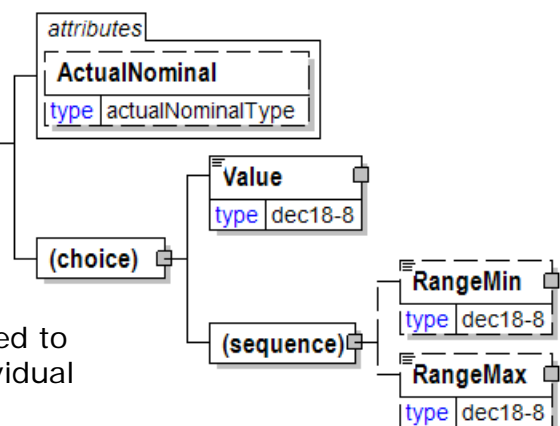 attributes
ActualNominal
type actualNominalType
Value
type dec18-8
(choice)
RangeMin
type dec18-8
(sequence)
RangeMax
type dec18-8
ed to
vidual